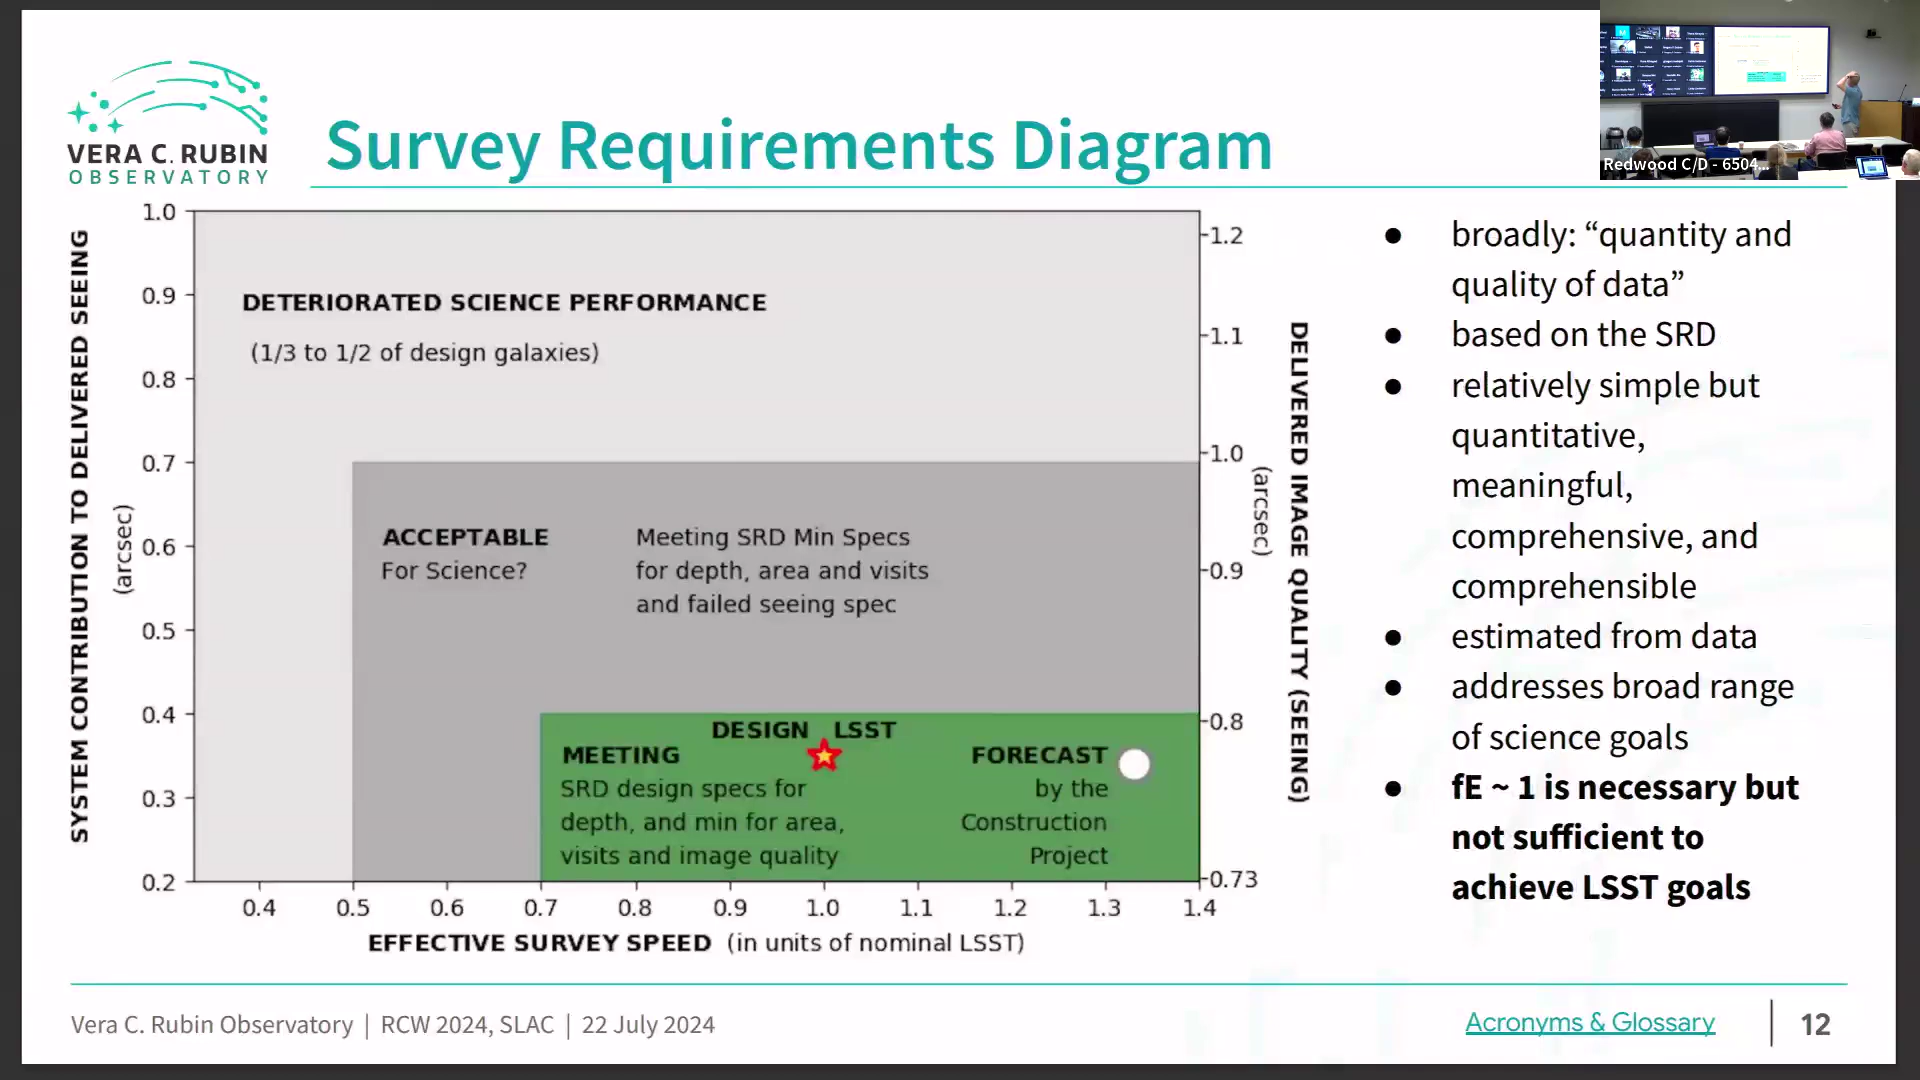 VERA C. RUBIN
OBSERVATORY
Survey Requirements Diagram
Redwood C/D - 6504...
SYSTEM CONTRIBUTION TO DELIVERED SEEING
(arcsec)
1.0
0.9
0.8
0.7
0.6
0.5
0.4
0.3
0.2
DETERIORATED SCIENCE PERFORMANCE
(1/3 to 1/2 of design galaxies)
ACCEPTABLE
For Science?
Meeting SRD Min Specs
for depth, area and visits
and failed seeing spec
DESIGN LSST
MEETING
SRD design specs for
depth, and min for area,
visits and image quality
FORECAST
by the
Construction
Project
1.2
1.1
1.0
0.9
0.8
0.73
(arcsec)
DELIVERED IMAGE QUALITY (SEEING)
0.4 0.5 0.6 0.7 0.8 0.9 1.0 1.1 1.2 1.3 1.4
EFFECTIVE SURVEY SPEED (in units of nominal LSST)
● broadly: “quantity and
quality of data”
● based on the SRD
● relatively simple but
quantitative,
meaningful,
comprehensive, and
comprehensible
● estimated from data
● addresses broad range
of science goals
● fE ~ 1 is necessary but
not sufficient to
achieve LSST goals
Vera C. Rubin Observatory | RCW 2024, SLAC | 22 July 2024
Acronyms & Glossary
12